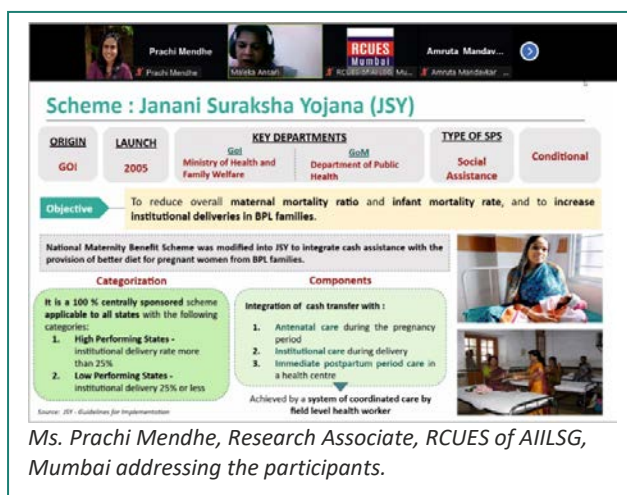 Prachi Mendhe
Prachi Mendhe
Maleka Ansari
RCUES
Mumbai
RCUES of AIILSG, Mu...
Amruta Mandav...
Amruta Mandavkar ...
Scheme : Janani Suraksha Yojana (JSY)
ORIGIN
GOI
LAUNCH
2005
KEY DEPARTMENTS
GoI
Ministry of Health and
Family Welfare
GoM
Department of Public
Health
TYPE OF SPS
Social
Assistance
Conditional
Objective
To reduce overall maternal mortality ratio and infant mortality rate, and to increase
institutional deliveries in BPL families.
National Maternity Benefit Scheme was modified into JSY to integrate cash assistance with the
provision of better diet for pregnant women from BPL families.
Categorization
It is a 100 % centrally sponsored scheme
applicable to all states with the following
categories:
1. High Performing States -
institutional delivery rate more
than 25%
2. Low Performing States -
institutional delivery 25% or less
Components
Integration of cash transfer with :
1. Antenatal care during the pregnancy
period
2. Institutional care during delivery
3. Immediate postpartum period care in
a health centre
Achieved by a system of coordinated care by
field level health worker
Source: JSY - Guidelines for Implementation
Ms. Prachi Mendhe, Research Associate, RCUES of AIILSG,
Mumbai addressing the participants.